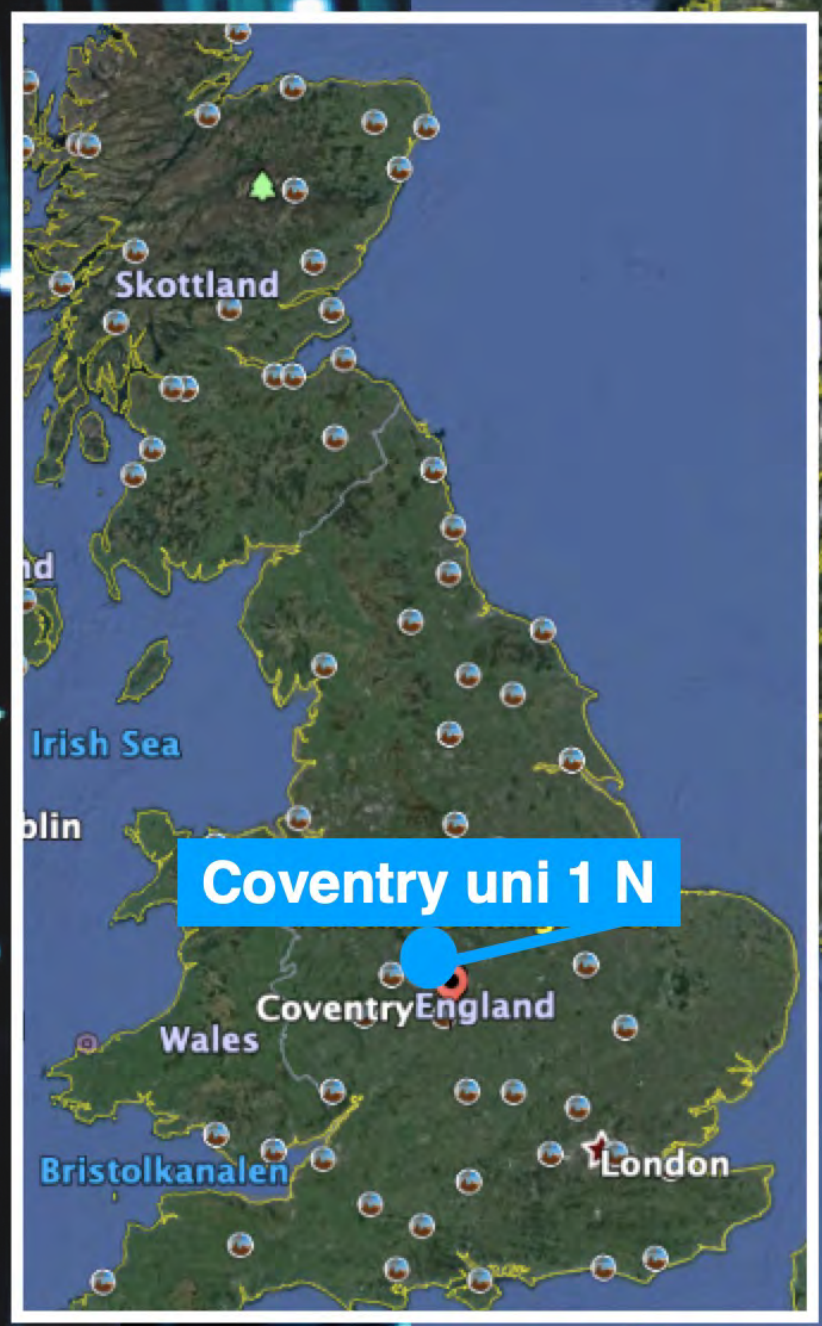 Skottland
nd
Irish Sea
blin
Coventry uni 1 N
Coventry England
Wales
London
Bristolkanalen